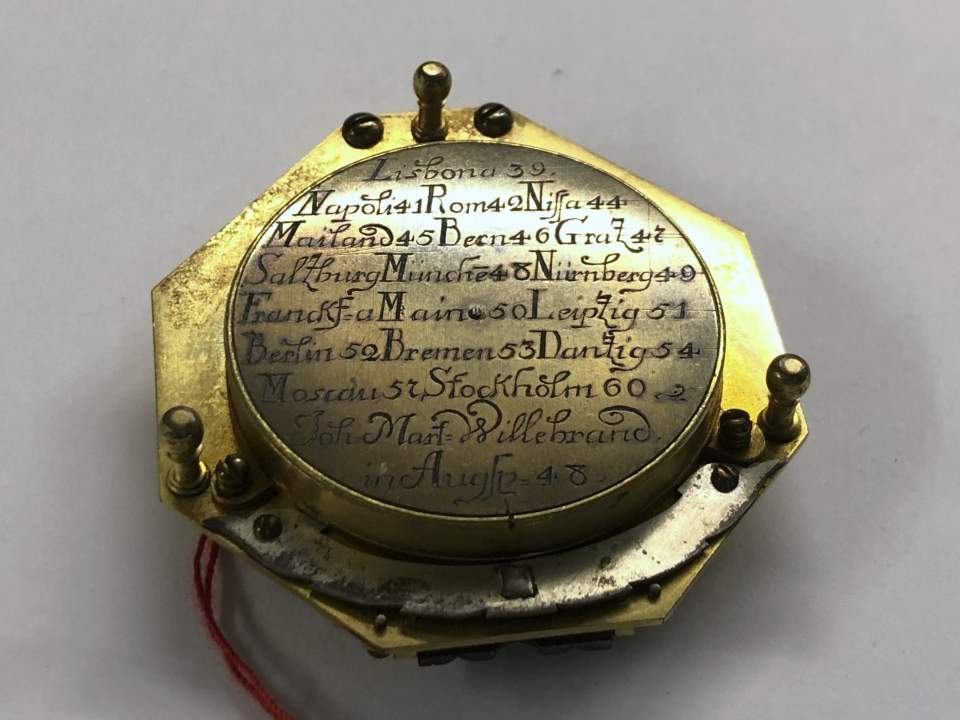 Lisbona 39.
Napoli 41 Rom 42 Nissa 44
Mailand 45 Bern 46 Gratz 47
Saltzburg Münche 48 Nürnberg 49
Franckf= a Main 50 Leipzig 51
Berlin 52 Bremen 53 Dantzig 54
Moscau 57 Stockholm 60
Joh Mart= Willebrand.
in Augsp= 48.